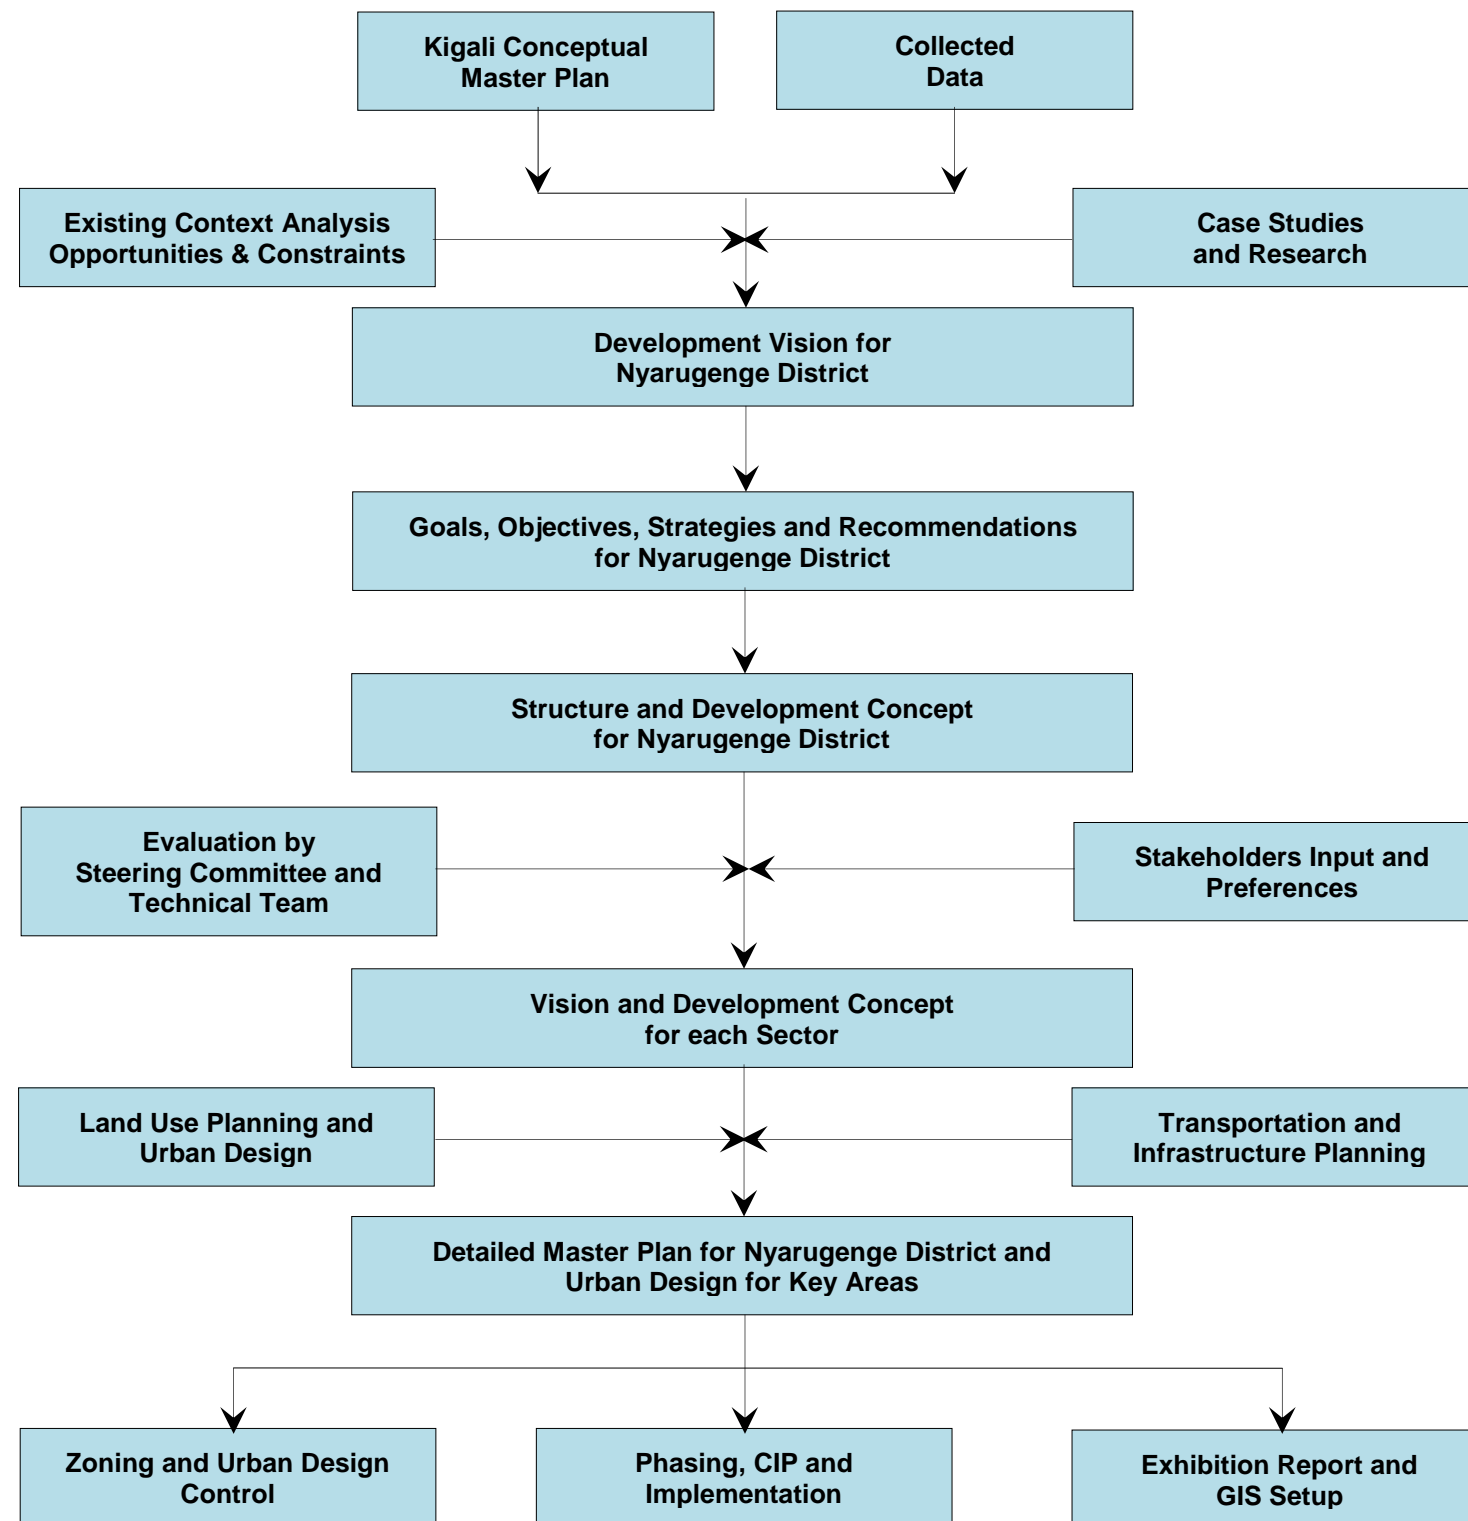 Kigali Conceptual
Master Plan
Collected
Data
Existing Context Analysis
Opportunities & Constraints
Case Studies
and Research
Development Vision for
Nyarugenge District
Goals, Objectives, Strategies and Recommendations
for Nyarugenge District
Structure and Development Concept
for Nyarugenge District
Evaluation by
Steering Committee and
Technical Team
Stakeholders Input and
Preferences
Vision and Development Concept
for each Sector
Land Use Planning and
Urban Design
Transportation and
Infrastructure Planning
Detailed Master Plan for Nyarugenge District and
Urban Design for Key Areas
Zoning and Urban Design
Control
Phasing, CIP and
Implementation
Exhibition Report and
GIS Setup